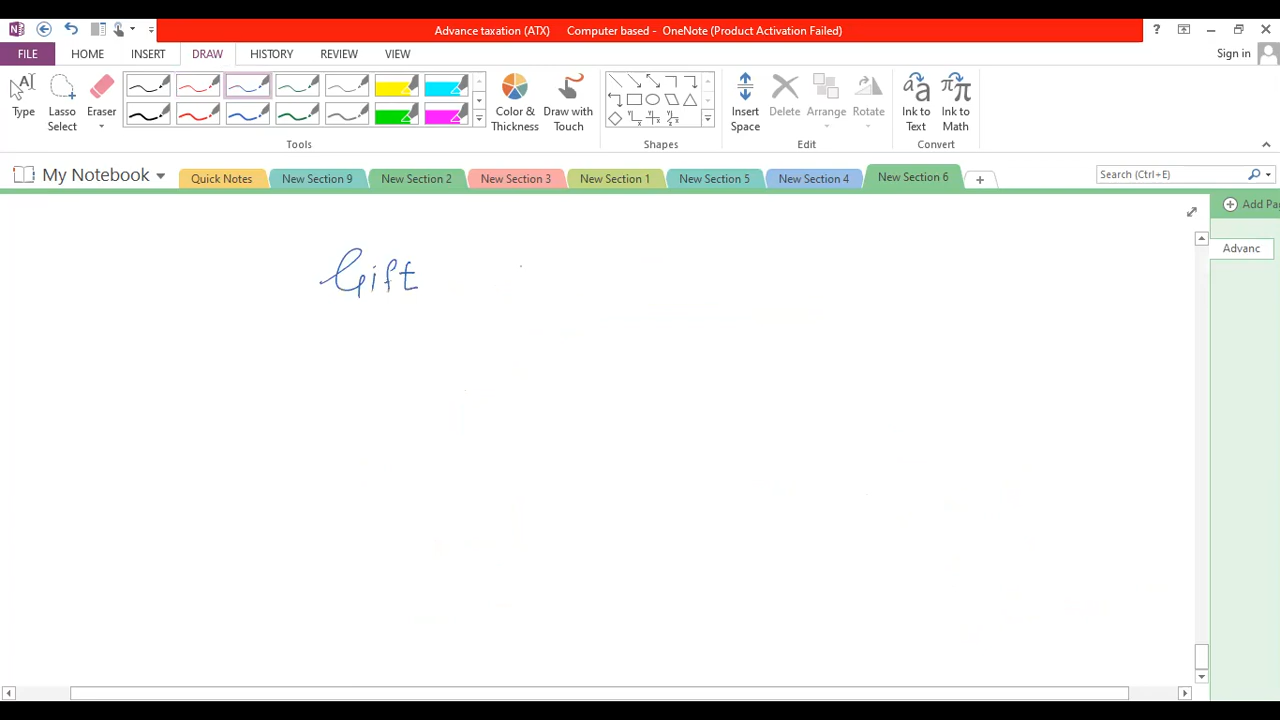 Advance taxation (ATX) Computer based - OneNote (Product Activation Failed)
FILE HOME INSERT DRAW HISTORY REVIEW VIEW Sign in
Type Lasso Select Eraser Color & Thickness Draw with Touch Insert Space Delete Arrange Rotate Ink to Text Ink to Math
Tools Shapes Edit Convert
My Notebook Quick Notes New Section 9 New Section 2 New Section 3 New Section 1 New Section 5 New Section 4 New Section 6 Search (Ctrl+E)
Add Pag
Advanc
Gift